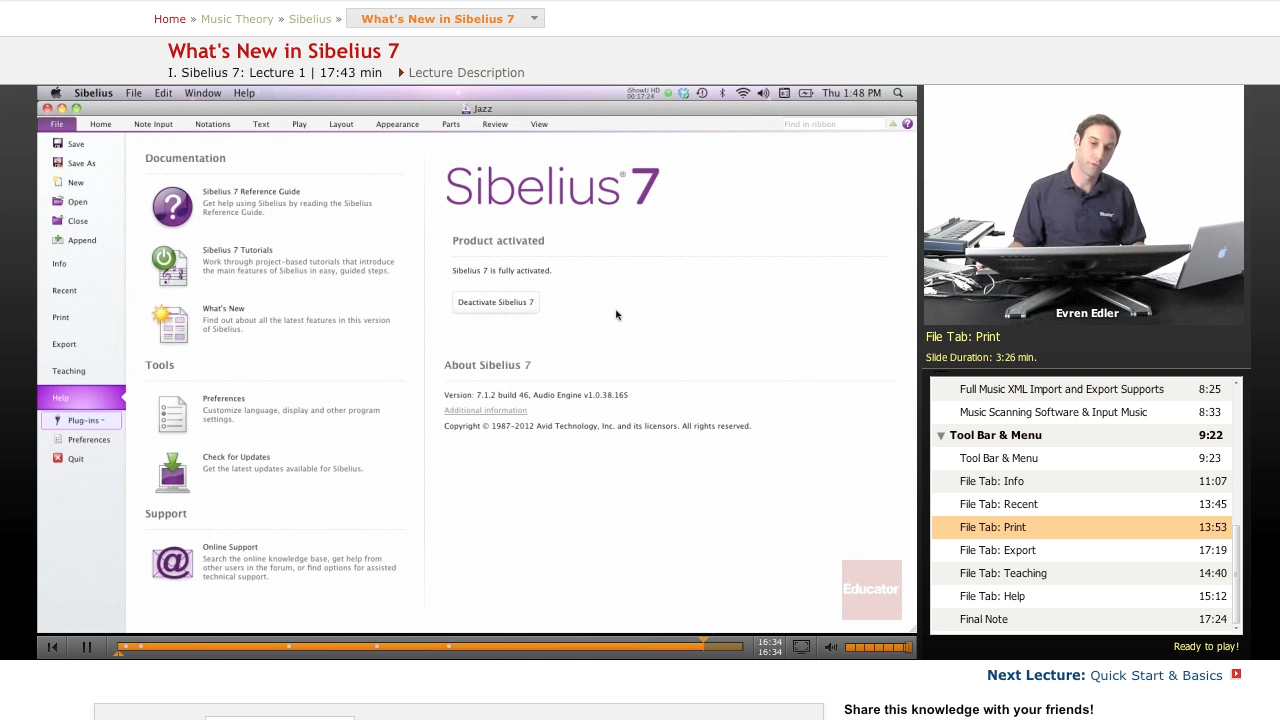 Home » Music Theory » Sibelius » What's New in Sibelius 7
What's New in Sibelius 7
I. Sibelius 7: Lecture 1 | 17:43 min Lecture Description
Sibelius File Edit Window Help
iShowU HD
00:17:24
Thu 1:48 PM
Jazz
File Home Note Input Notations Text Play Layout Appearance Parts Review View Find in ribbon
Save
Save As
New
Open
Close
Append
Info
Recent
Print
Export
Teaching
Help
Plug-ins
Preferences
Quit
Documentation
Sibelius 7 Reference Guide
Get help using Sibelius by reading the Sibelius
Reference Guide.
Sibelius 7 Tutorials
Work through project-based tutorials that introduce
the main features of Sibelius in easy, guided steps.
What's New
Find out about all the latest features in this version
of Sibelius.
Tools
Preferences
Customize language, display and other program
settings.
Check for Updates
Get the latest updates available for Sibelius.
Support
Online Support
Search the online knowledge base, get help from
other users in the forum, or find options for assisted
technical support.
Sibelius® 7
Product activated
Sibelius 7 is fully activated.
Deactivate Sibelius 7
About Sibelius 7
Version: 7.1.2 build 46, Audio Engine v1.0.38.165
Additional information
Copyright © 1987-2012 Avid Technology, Inc. and its licensors. All rights reserved.
Educator
16:34
16:34
Evren Edler
File Tab: Print
Slide Duration: 3:26 min.
Full Music XML Import and Export Supports 8:25
Music Scanning Software & Input Music 8:33
Tool Bar & Menu 9:22
Tool Bar & Menu 9:23
File Tab: Info 11:07
File Tab: Recent 13:45
File Tab: Print 13:53
File Tab: Export 17:19
File Tab: Teaching 14:40
File Tab: Help 15:12
Final Note 17:24
Ready to play!
Next Lecture: Quick Start & Basics
Share this knowledge with your friends!